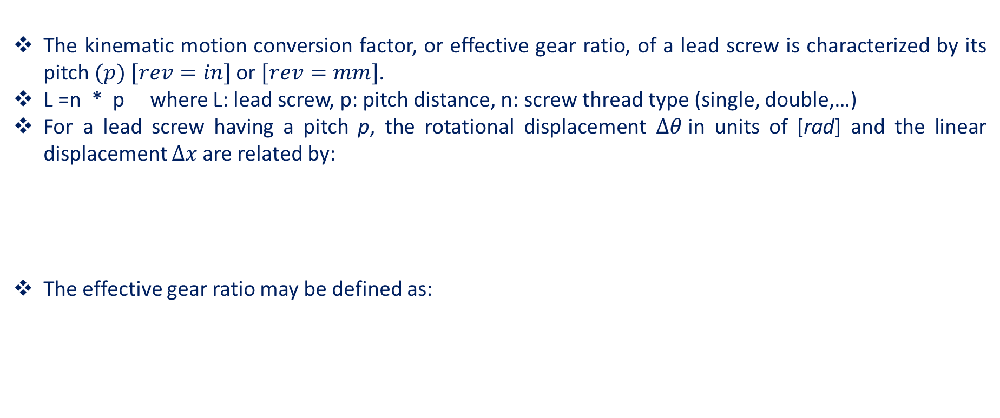 ❖ The kinematic motion conversion factor, or effective gear ratio, of a lead screw is characterized by its
pitch (𝑝) [𝑟𝑒𝑣 = 𝑖𝑛] or [𝑟𝑒𝑣 = 𝑚𝑚].
❖ L =n * p where L: lead screw, p: pitch distance, n: screw thread type (single, double,…)
❖ For a lead screw having a pitch p, the rotational displacement Δ𝜃 in units of [rad] and the linear
displacement Δ𝑥 are related by:
❖ The effective gear ratio may be defined as: